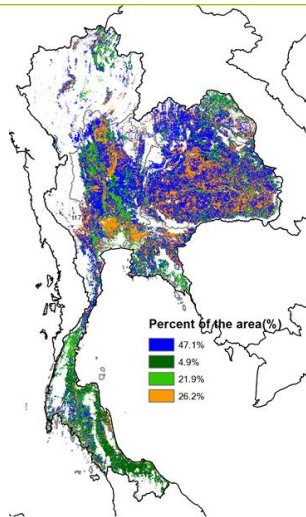 Percent of the area(%)
47.1%
4.9%
21.9%
26.2%